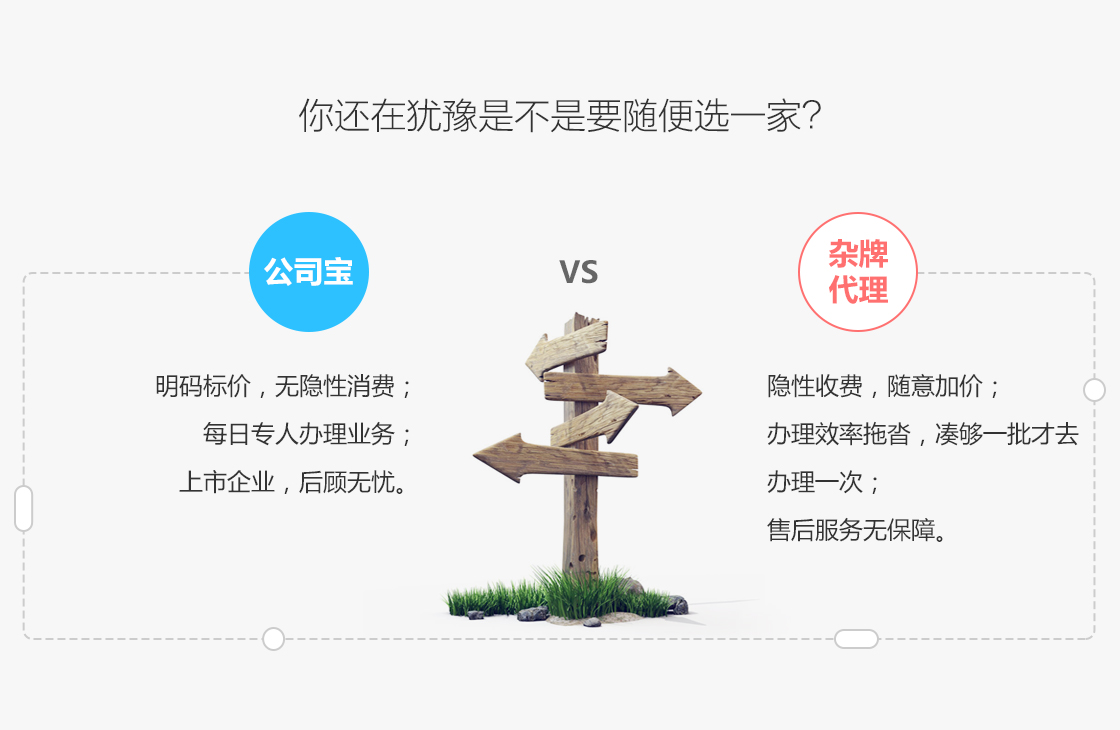 你还在犹豫是不是要随便选一家?
公司宝
VS
杂牌
代理
明码标价，无隐性消费；
每日专人办理业务；
上市企业，后顾无忧。
隐性收费，随意加价；
办理效率拖沓，凑够一批才去
办理一次；
售后服务无保障。